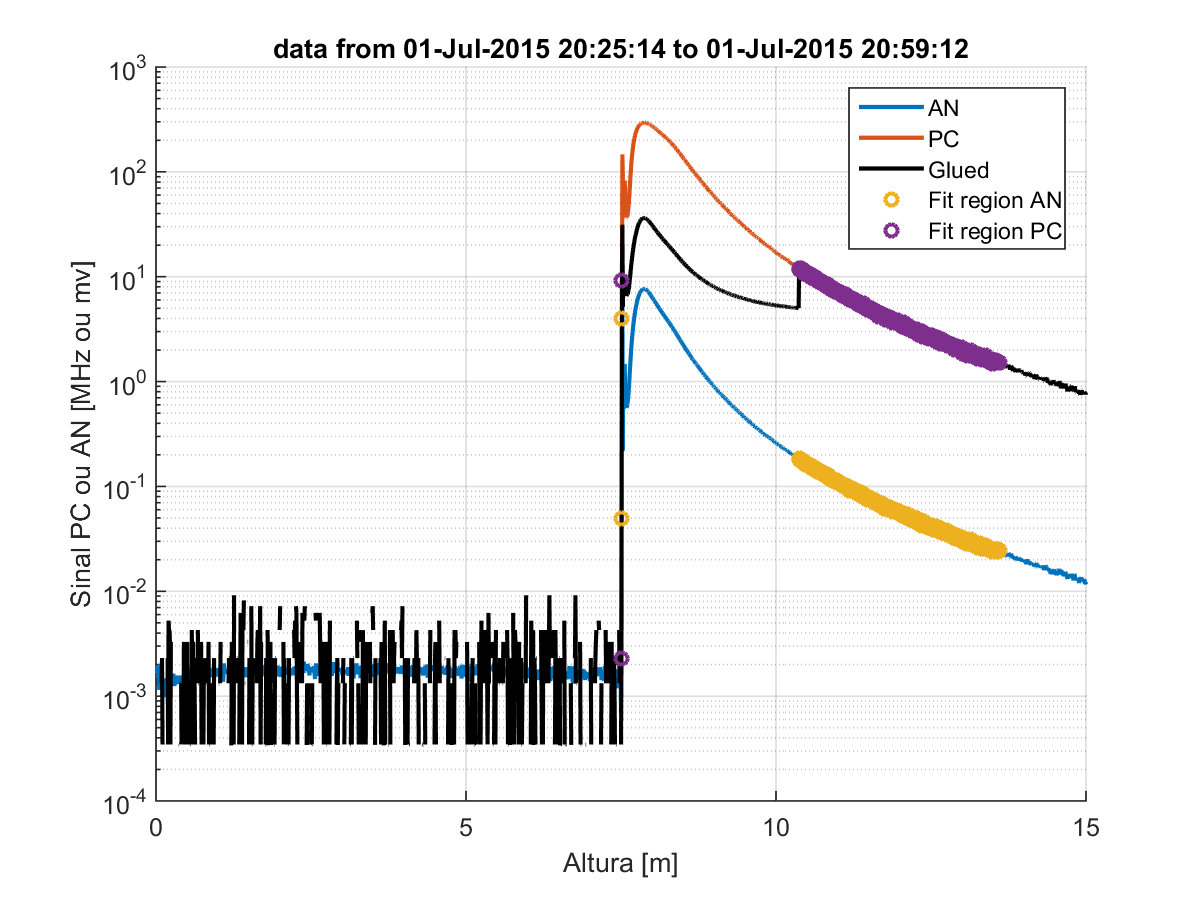 data from 01-Jul-2015 20:25:14 to 01-Jul-2015 20:59:12
10³
10²
10¹
10⁰
10⁻¹
10⁻²
10⁻³
10⁻⁴
Sinal PC ou AN [MHz ou mv]
AN
PC
Glued
Fit region AN
Fit region PC
0
5
10
15
Altura [m]